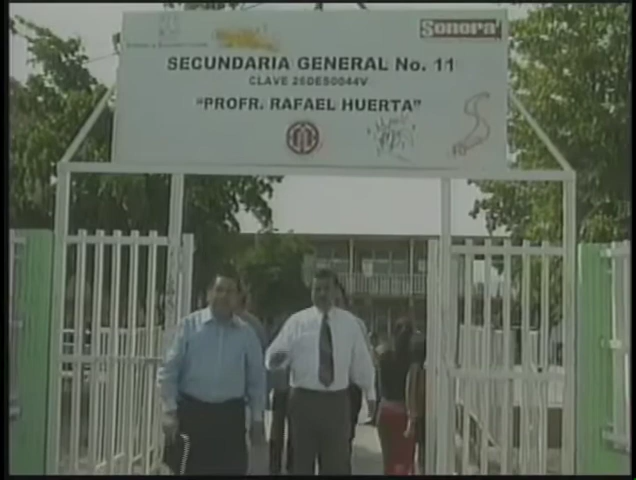 Sonora
SECUNDARIA GENERAL No. 11
CLAVE 26DES0044V
"PROFR. RAFAEL HUERTA"